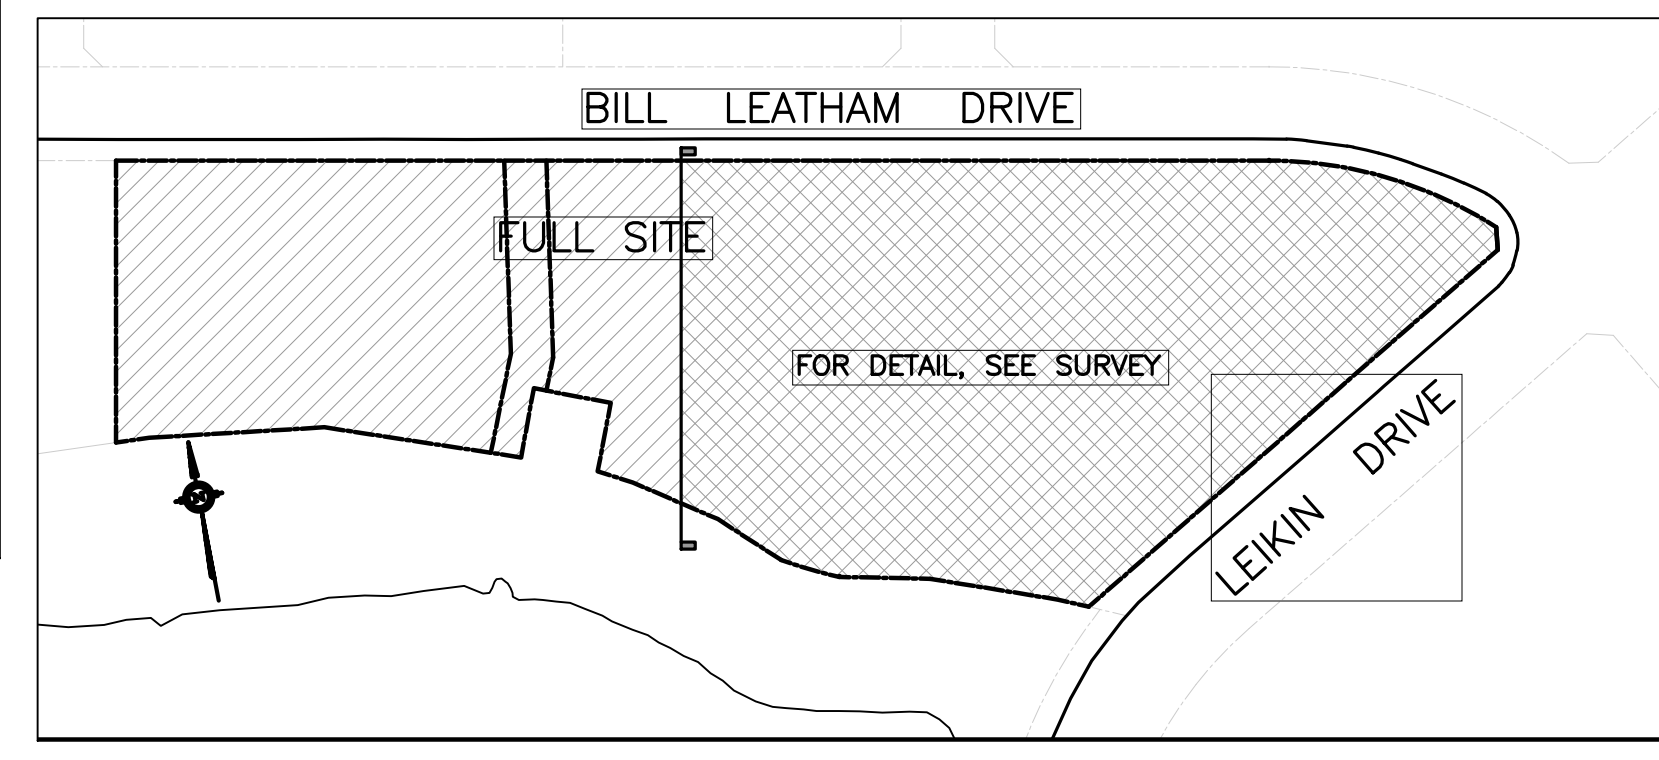 BILL LEATHAM DRIVE
FULL SITE
FOR DETAIL, SEE SURVEY
LEIKIN DRIVE
N